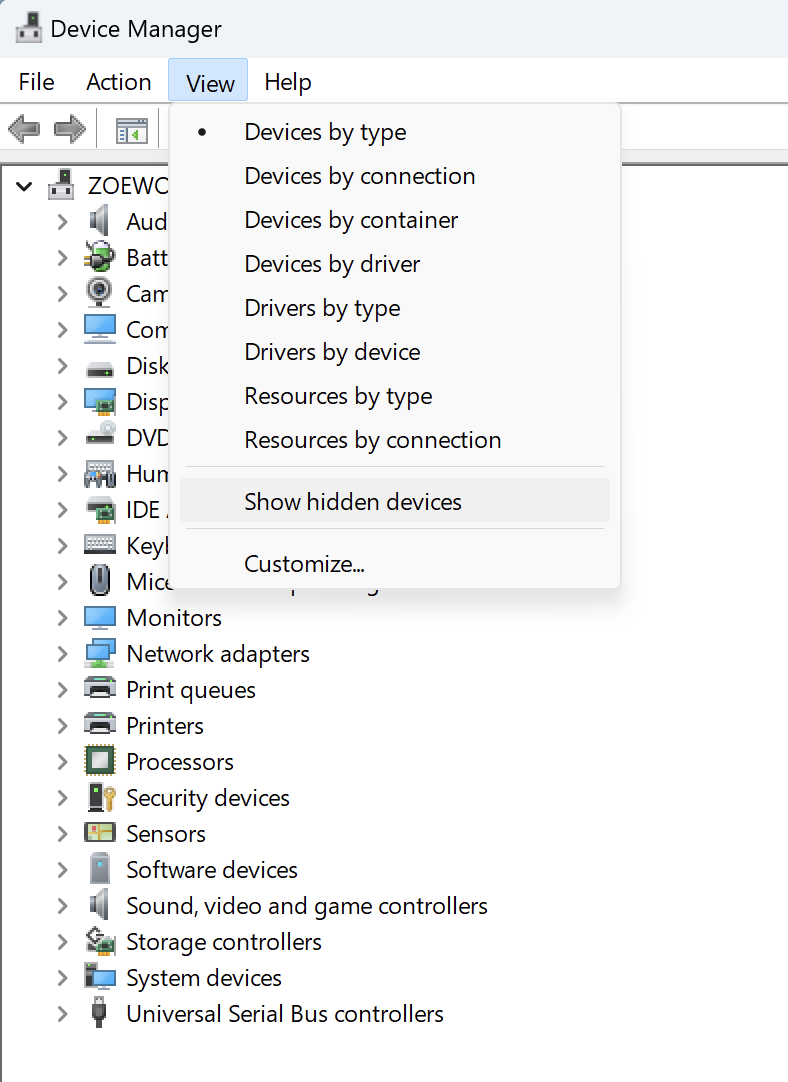 Device Manager
File Action View Help
Devices by type
Devices by connection
Devices by container
Devices by driver
Drivers by type
Drivers by device
Resources by type
Resources by connection
Show hidden devices
Customize...
ZOEWO
Aud
Batt
Cam
Com
Disk
Disp
DVD
Hum
IDE
Keyl
Mice
Monitors
Network adapters
Print queues
Printers
Processors
Security devices
Sensors
Software devices
Sound, video and game controllers
Storage controllers
System devices
Universal Serial Bus controllers